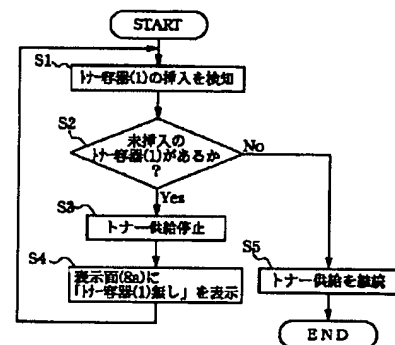 START
S1
トナー容器(1)の挿入を検知
S2
未挿入の
トナー容器(1)があるか
?
No
Yes
S3
トナー供給停止
S4
表示面(8a)に
「トナー容器(1)無し」を表示
S5
トナー供給を継続
END